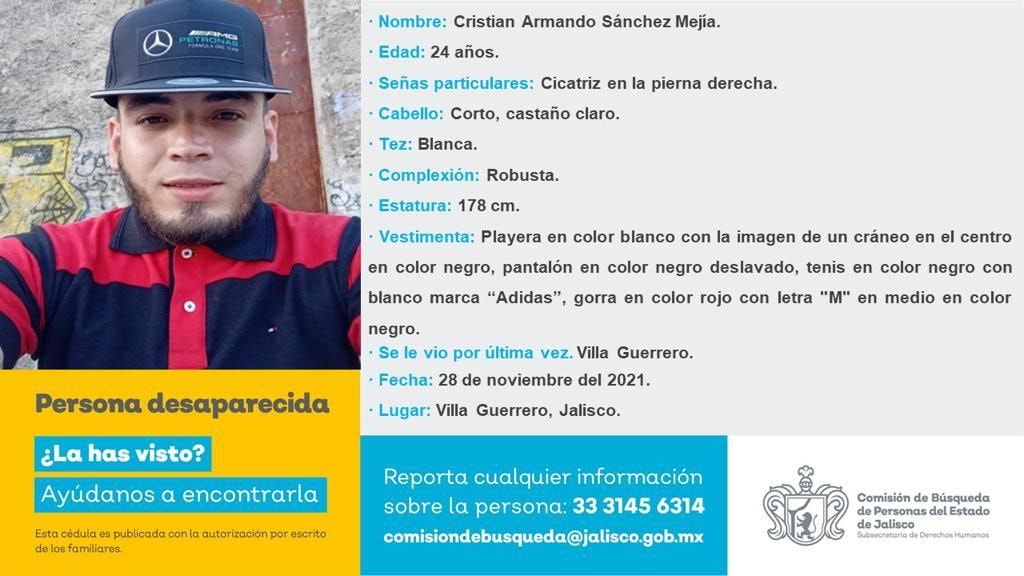 AMG
PETRONAS
FORMULA ONE TEAM
· Nombre: Cristian Armando Sánchez Mejía.
· Edad: 24 años.
· Señas particulares: Cicatriz en la pierna derecha.
· Cabello: Corto, castaño claro.
· Tez: Blanca.
· Complexión: Robusta.
· Estatura: 178 cm.
· Vestimenta: Playera en color blanco con la imagen de un cráneo en el centro
en color negro, pantalón en color negro deslavado, tenis en color negro con
blanco marca “Adidas”, gorra en color rojo con letra "M" en medio en color
negro.
· Se le vio por última vez. Villa Guerrero.
· Fecha: 28 de noviembre del 2021.
· Lugar: Villa Guerrero, Jalisco.
Persona desaparecida
¿La has visto?
Ayúdanos a encontrarla
Esta cédula es publicada con la autorización por escrito
de los familiares.
Reporta cualquier información
sobre la persona: 33 3145 6314
comisiondebusqueda@jalisco.gob.mx
Comisión de Búsqueda
de Personas del Estado
de Jalisco
Subsecretaría de Derechos Humanos